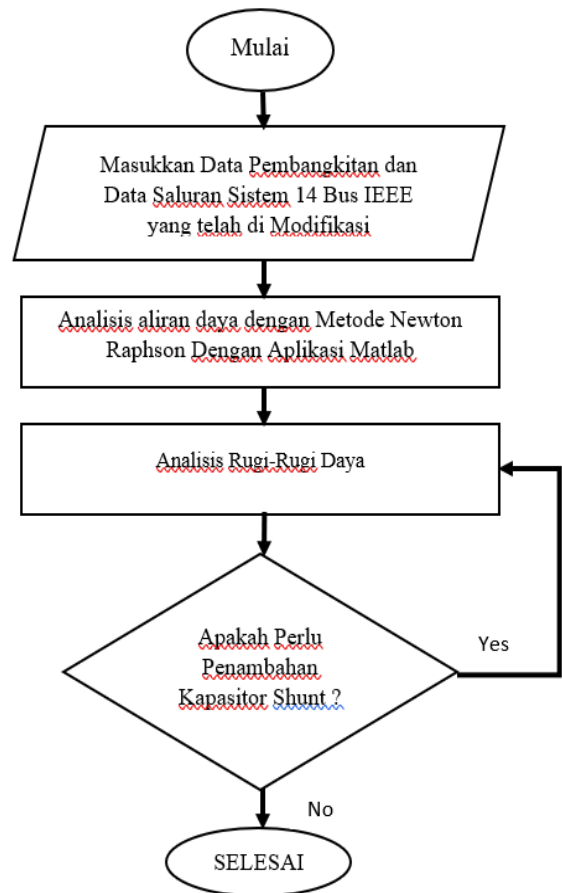 Mulai
Masukkan Data Pembangkitan dan
Data Saluran Sistem 14 Bus IEEE
yang telah di Modifikasi
Analisis aliran daya dengan Metode Newton
Raphson Dengan Aplikasi Matlab
Analisis Rugi-Rugi Daya
Apakah Perlu
Penambahan
Kapasitor Shunt ?
Yes
No
SELESAI